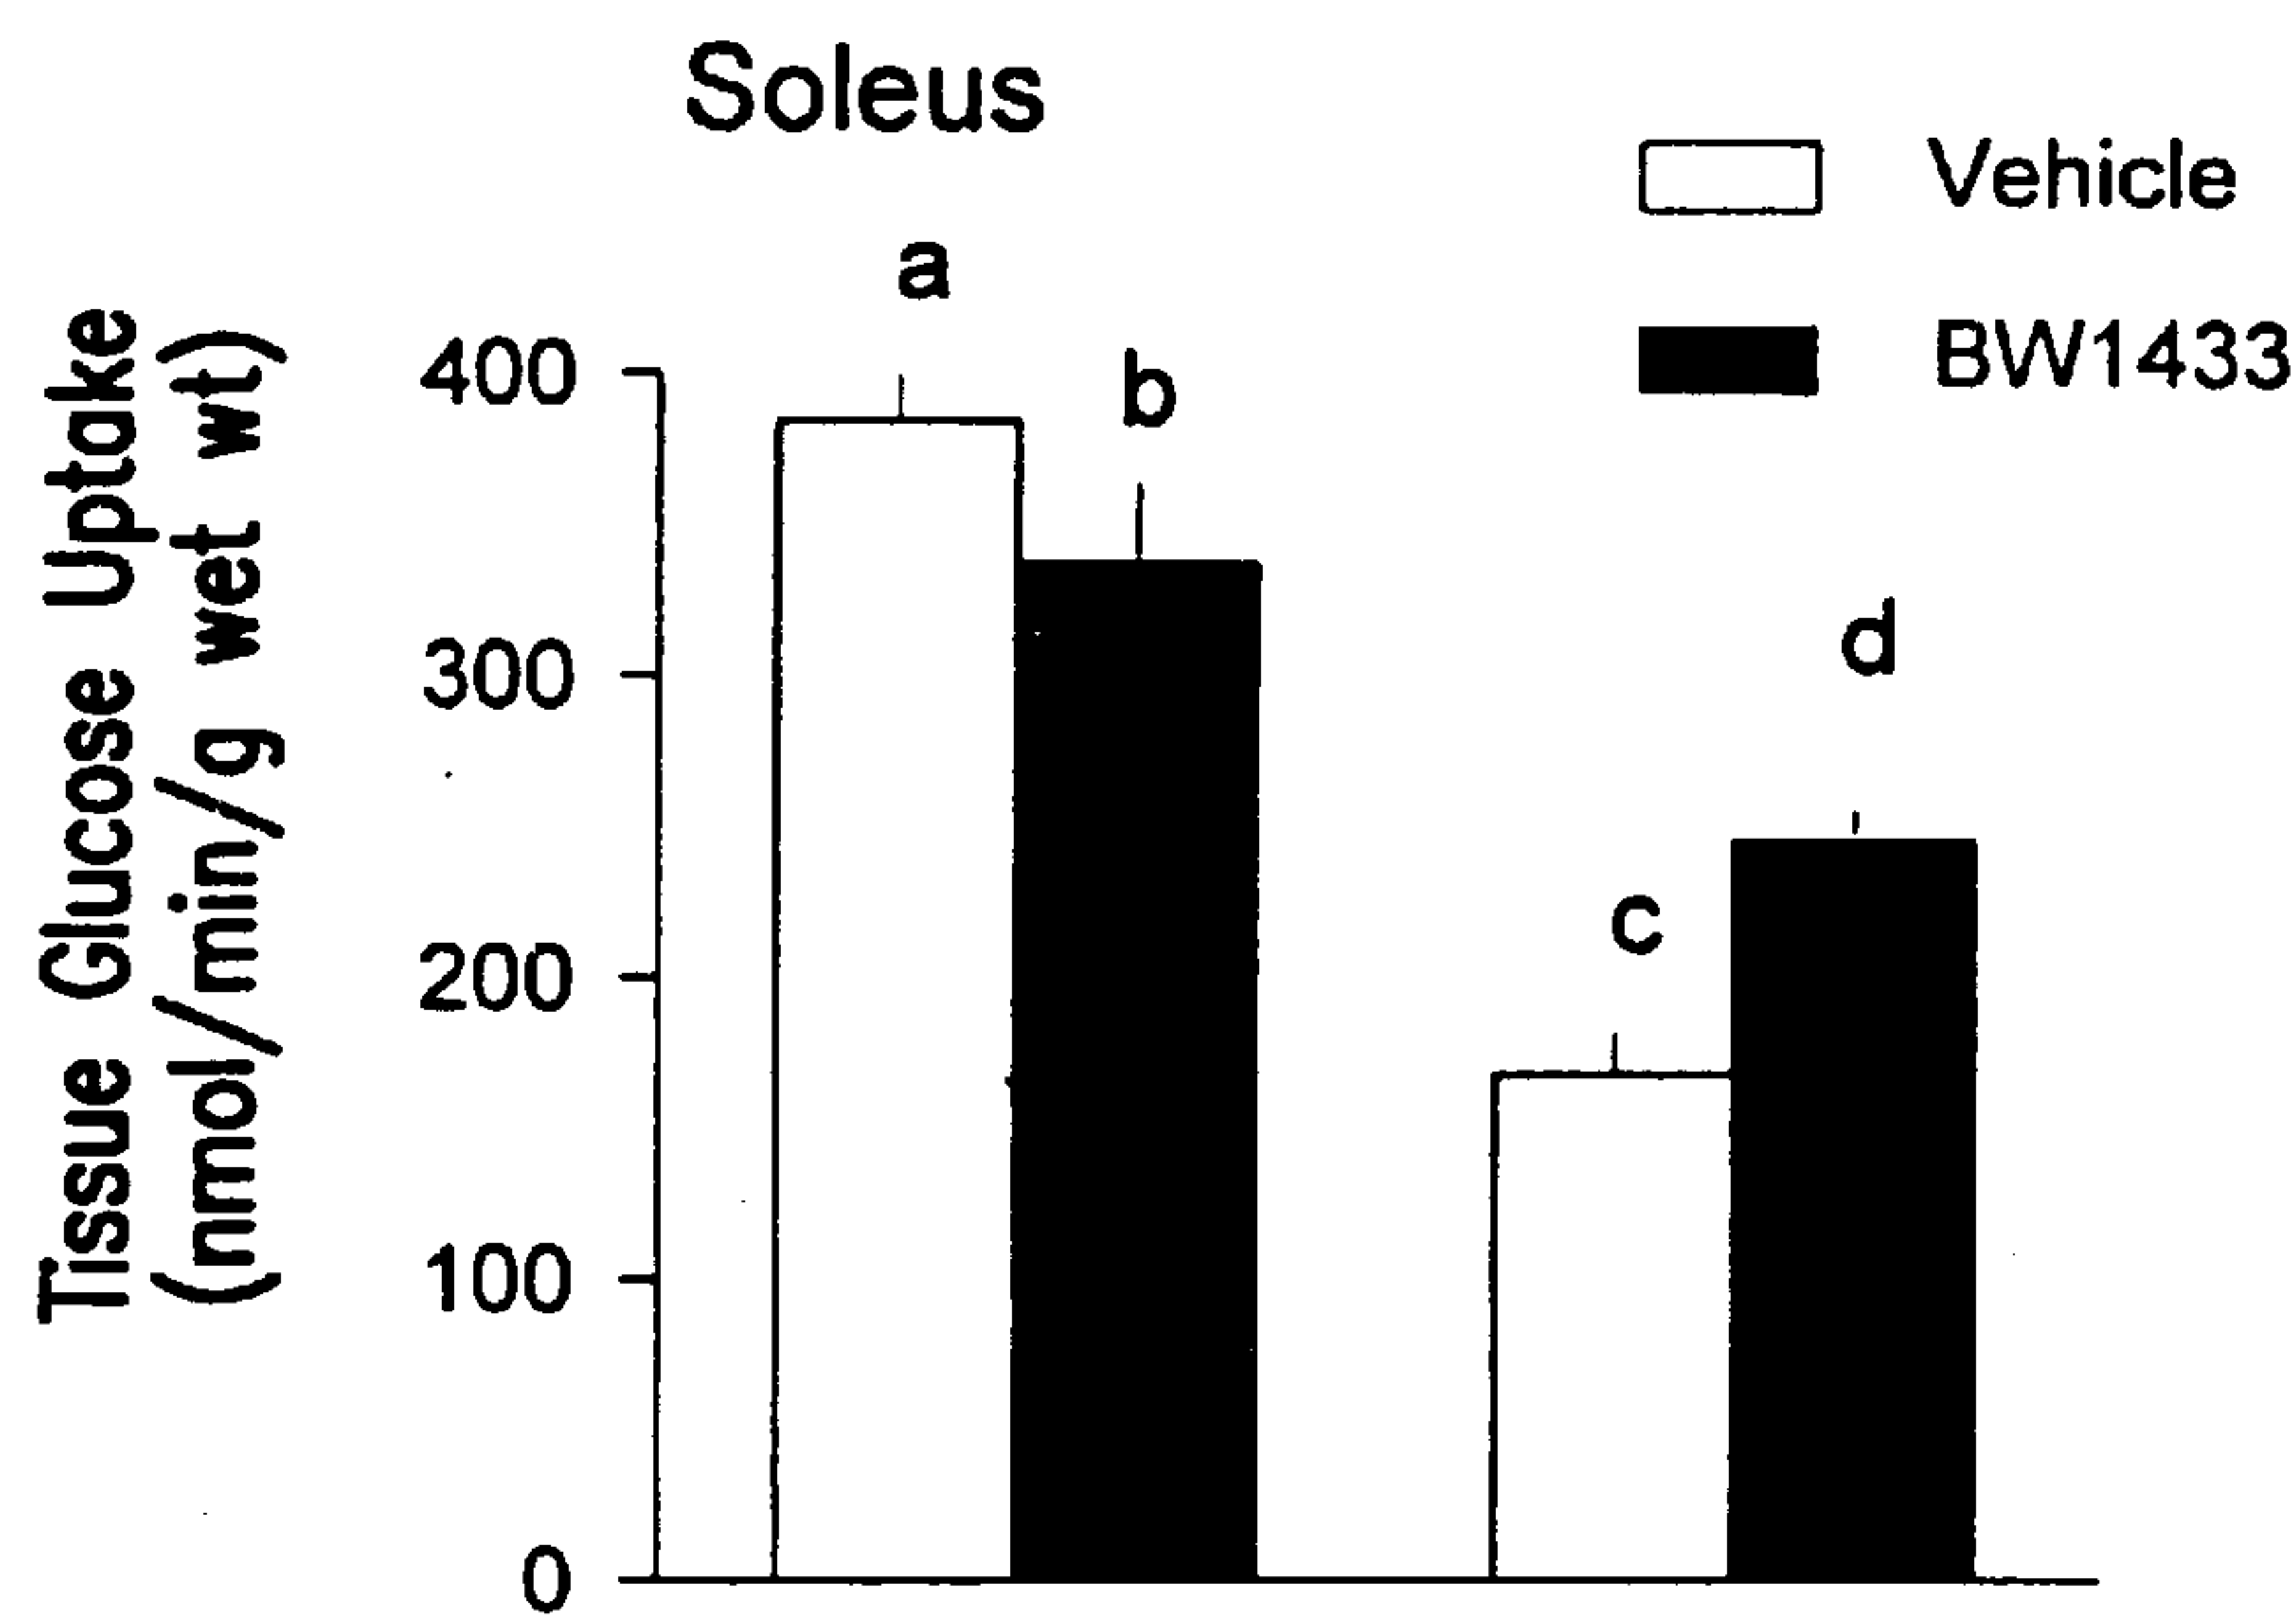 Soleus
Vehicle
BW1433
Tissue Glucose Uptake
(nmol/min/g wet wt)
400
300
200
100
0
a
b
c
d